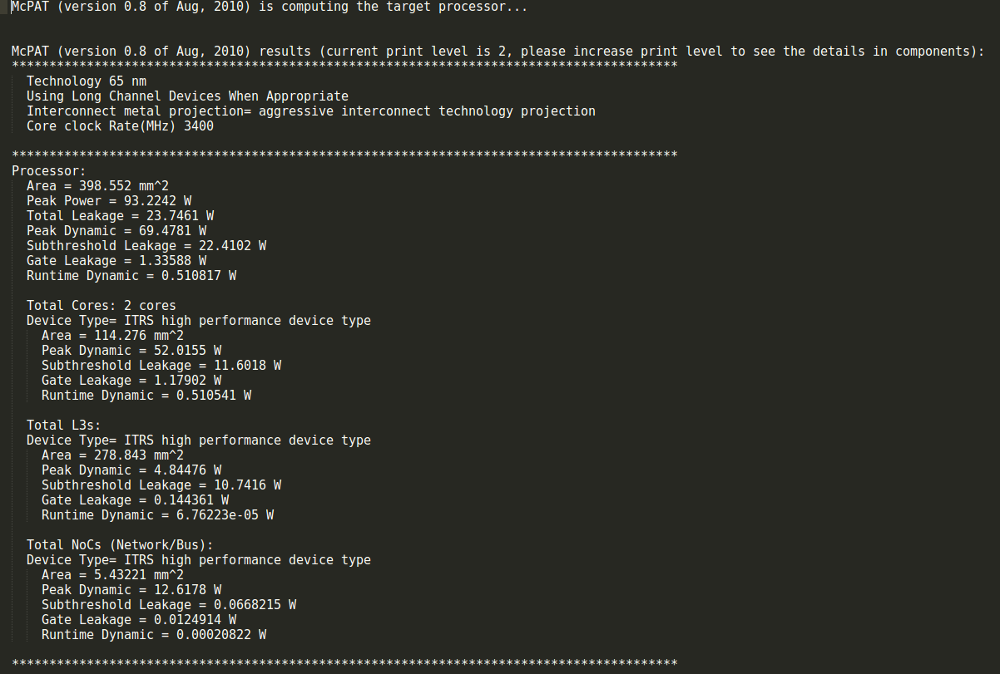 McPAT (version 0.8 of Aug, 2010) is computing the target processor...
McPAT (version 0.8 of Aug, 2010) results (current print level is 2, please increase print level to see the details in components):
*****************************************************************************************
Technology 65 nm
Using Long Channel Devices When Appropriate
Interconnect metal projection= aggressive interconnect technology projection
Core clock Rate(MHz) 3400
*****************************************************************************************
Processor:
Area = 398.552 mm^2
Peak Power = 93.2242 W
Total Leakage = 23.7461 W
Peak Dynamic = 69.4781 W
Subthreshold Leakage = 22.4102 W
Gate Leakage = 1.33588 W
Runtime Dynamic = 0.510817 W
Total Cores: 2 cores
Device Type= ITRS high performance device type
Area = 114.276 mm^2
Peak Dynamic = 52.0155 W
Subthreshold Leakage = 11.6018 W
Gate Leakage = 1.17902 W
Runtime Dynamic = 0.510541 W
Total L3s:
Device Type= ITRS high performance device type
Area = 278.843 mm^2
Peak Dynamic = 4.84476 W
Subthreshold Leakage = 10.7416 W
Gate Leakage = 0.144361 W
Runtime Dynamic = 6.76223e-05 W
Total NoCs (Network/Bus):
Device Type= ITRS high performance device type
Area = 5.43221 mm^2
Peak Dynamic = 12.6178 W
Subthreshold Leakage = 0.0668215 W
Gate Leakage = 0.0124914 W
Runtime Dynamic = 0.00020822 W
*****************************************************************************************